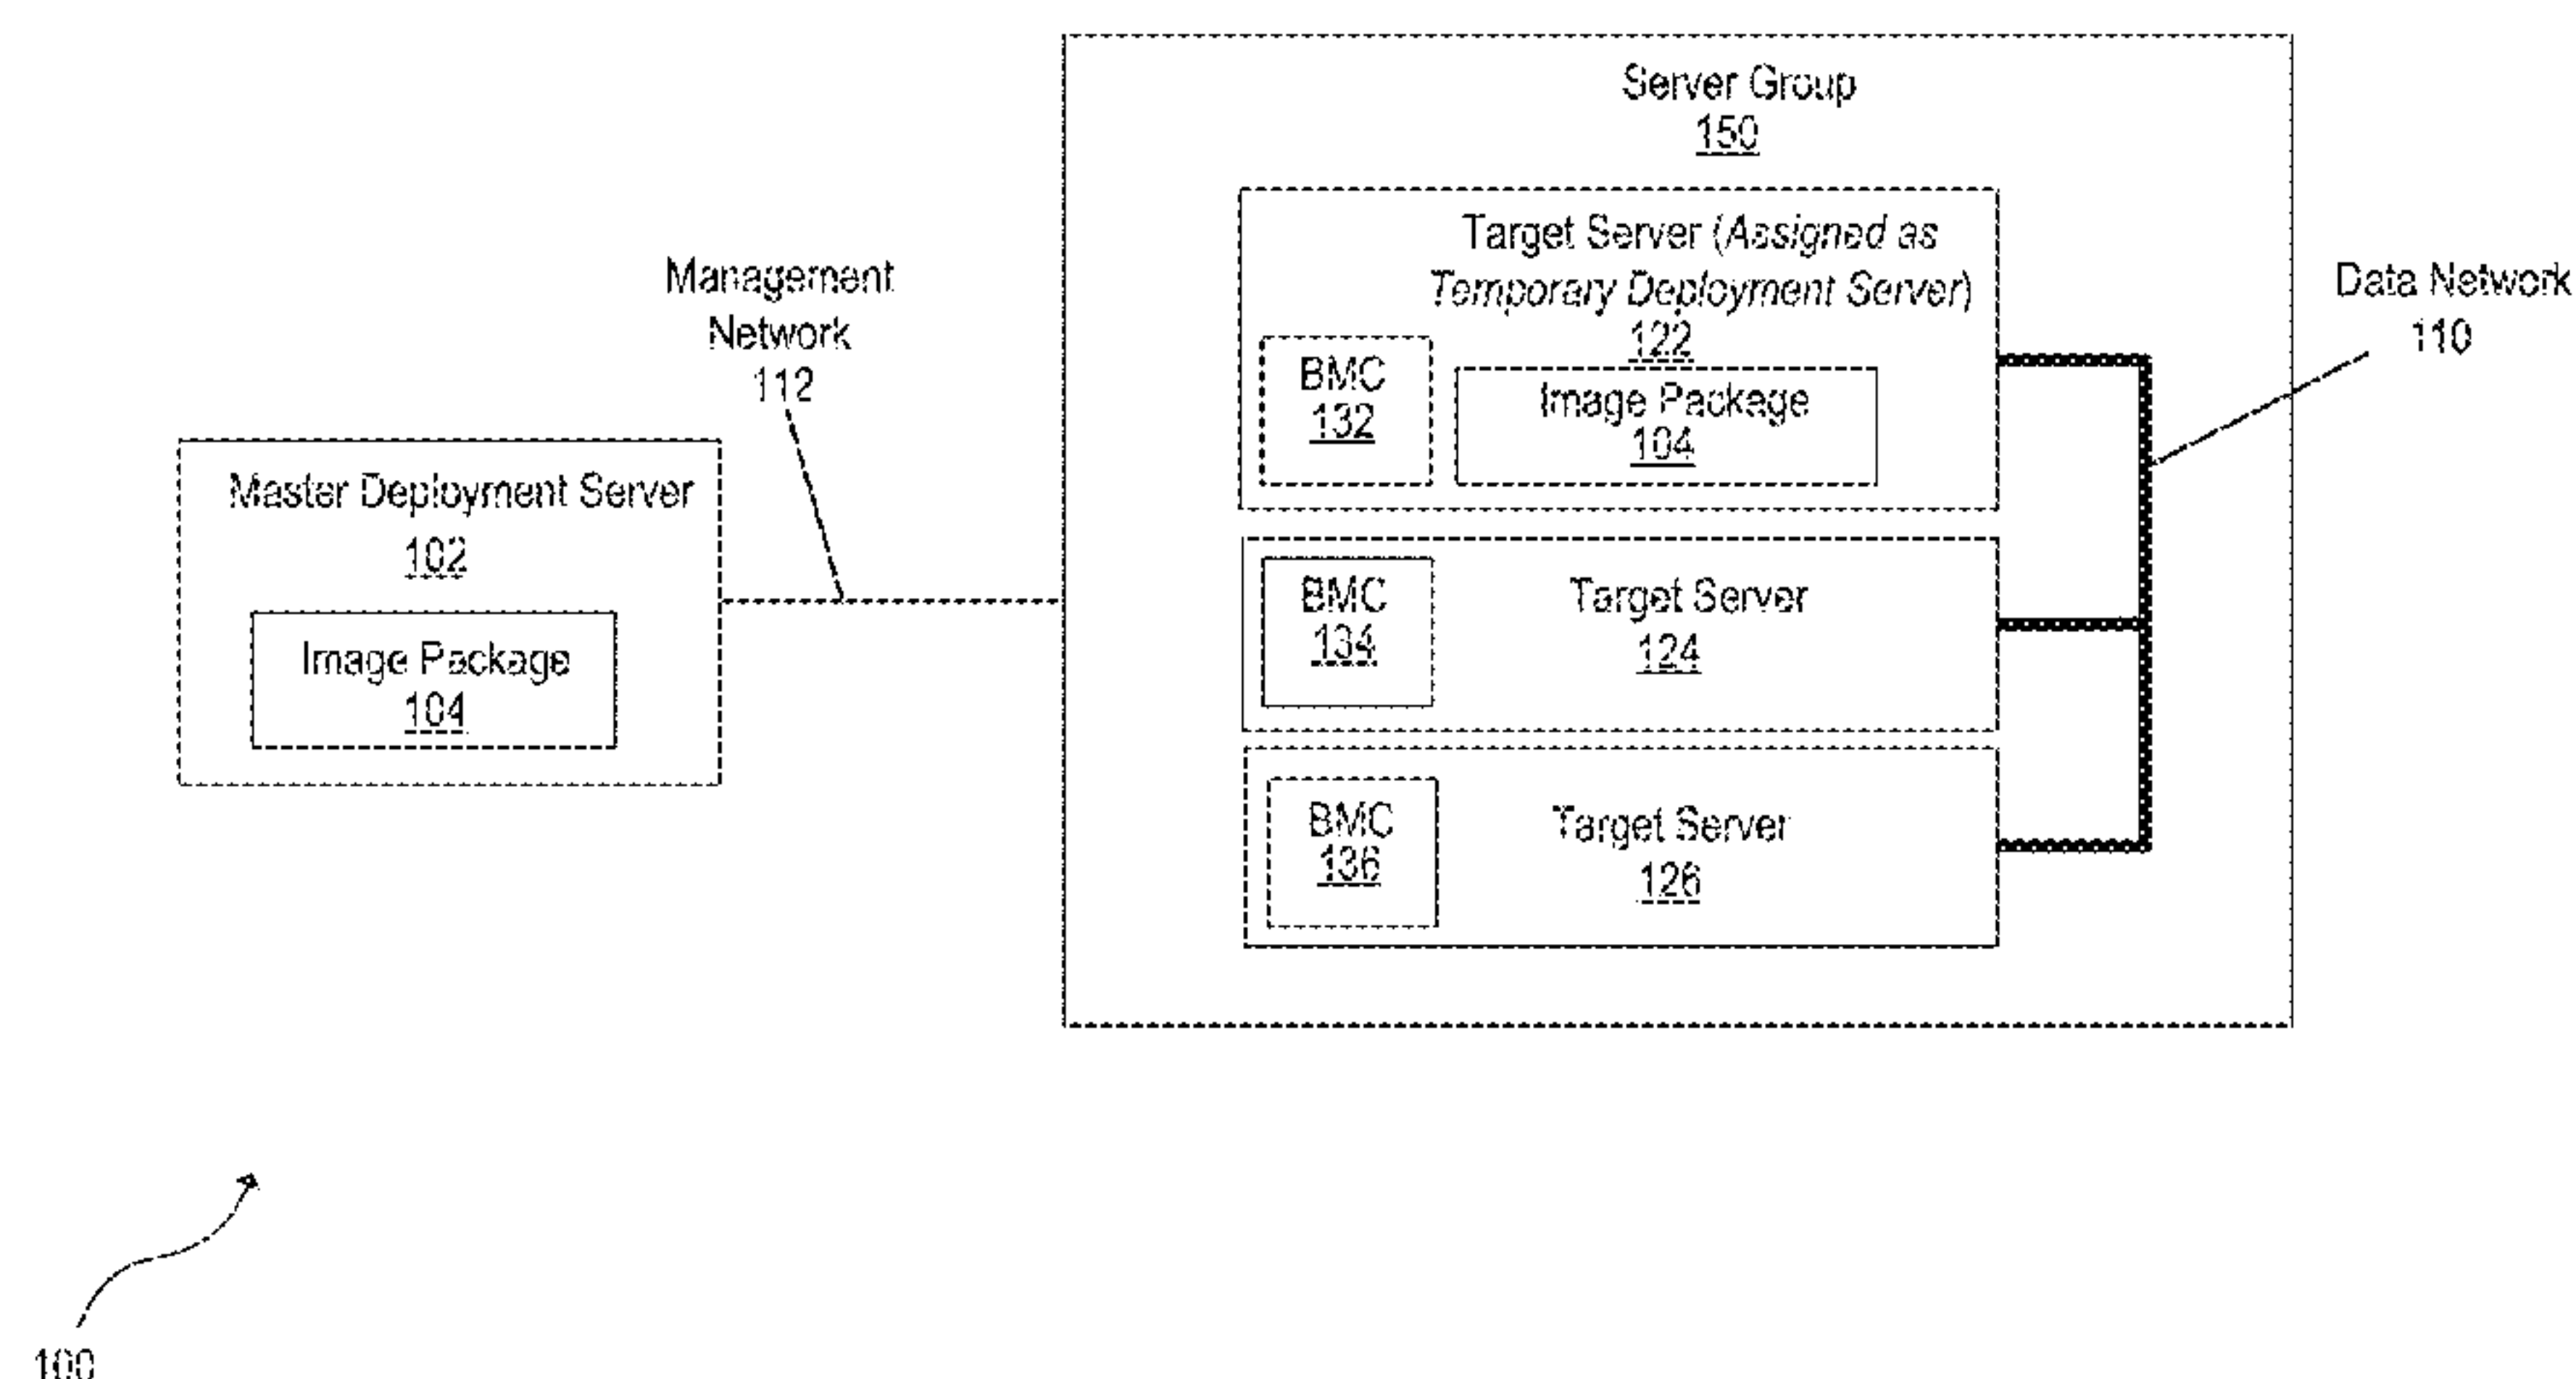 Server Group
150
Target Server (Assigned as
Temporary Deployment Server)
122
BMC
132
Image Package
104
Management
Network
112
Data Network
110
Master Deployment Server
102
Image Package
104
BMC
134
Target Server
124
BMC
136
Target Server
126
100